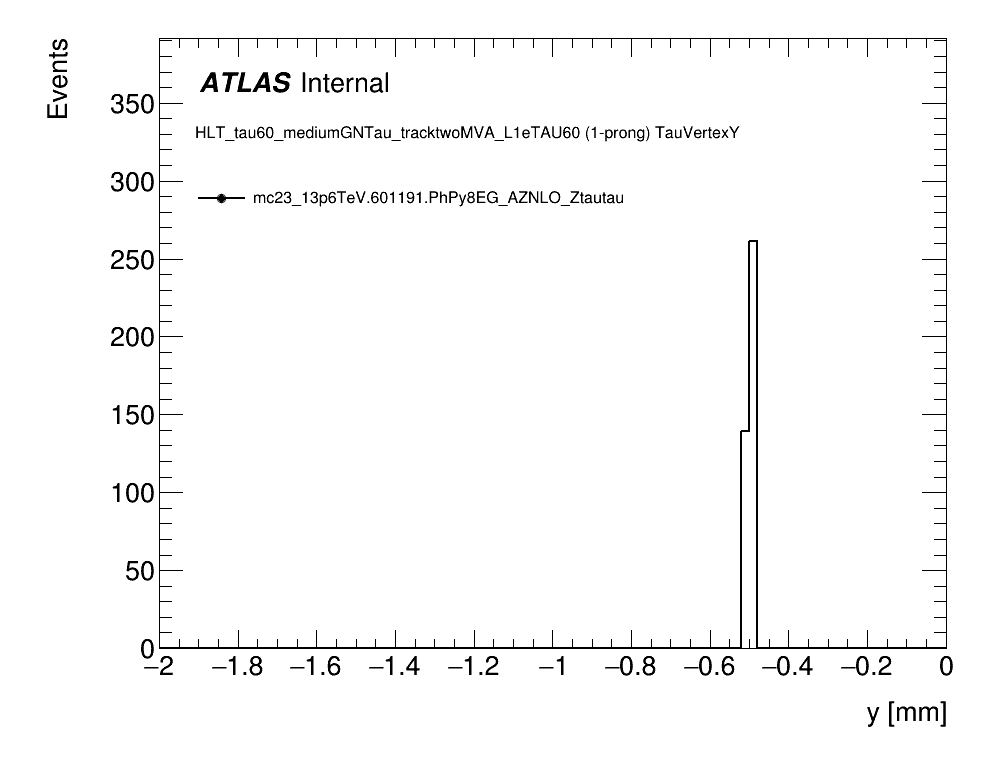 Events
ATLAS Internal
HLT_tau60_mediumGNTau_tracktwoMVA_L1eTAU60 (1-prong) TauVertexY
mc23_13p6TeV.601191.PhPy8EG_AZNLO_Ztautau
350
300
250
200
150
100
50
0
−2 −1.8 −1.6 −1.4 −1.2 −1 −0.8 −0.6 −0.4 −0.2 0
y [mm]